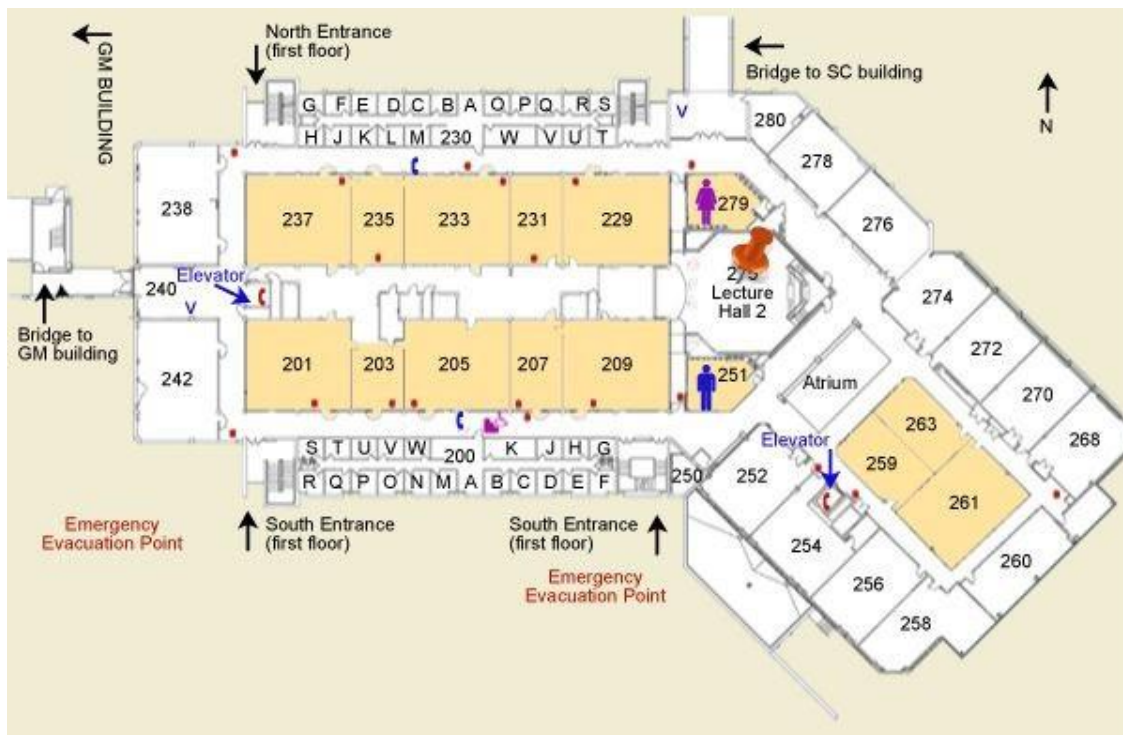 GM BUILDING
North Entrance
(first floor)
Bridge to SC building
N
G F E D C B A O P Q R S
H J K L M 230 W V U T
V
280
278
276
274
272
270
268
238
237
235
233
231
229
279
Lecture
Hall 2
240
Elevator
V
Bridge to
GM building
242
201
203
205
207
209
251
Atrium
263
259
261
Elevator
S T U V W 200 K J H G
R Q P O N M A B C D E F
250
252
254
256
258
260
Emergency
Evacuation Point
South Entrance
(first floor)
South Entrance
(first floor)
Emergency
Evacuation Point